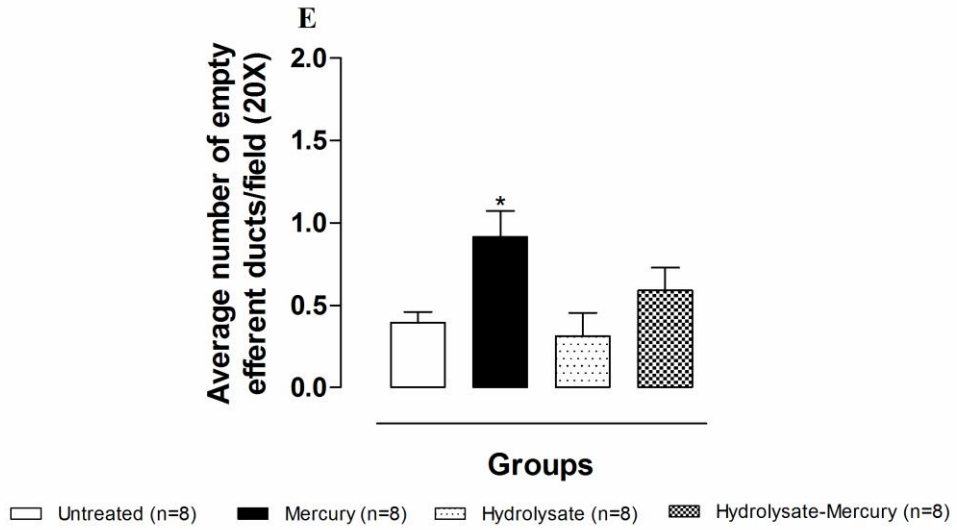 E
Average number of empty
efferent ducts/field (20X)
2.0
1.5
1.0
0.5
0.0
*
Groups
Untreated (n=8) Mercury (n=8) Hydrolysate (n=8) Hydrolysate-Mercury (n=8)